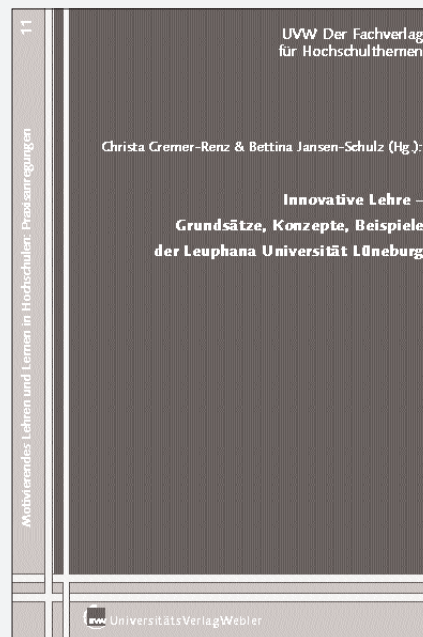 11
Motivierendes Lehren und Lernen in Hochschulen: Praxisanregungen
UVW Der Fachverlag
für Hochschulthemen
Christa Cremer-Renz & Bettina Jansen-Schulz (Hg.):
Innovative Lehre –
Grundsätze, Konzepte, Beispiele
der Leuphana Universität Lüneburg
UVW UniversitätsVerlagWebler